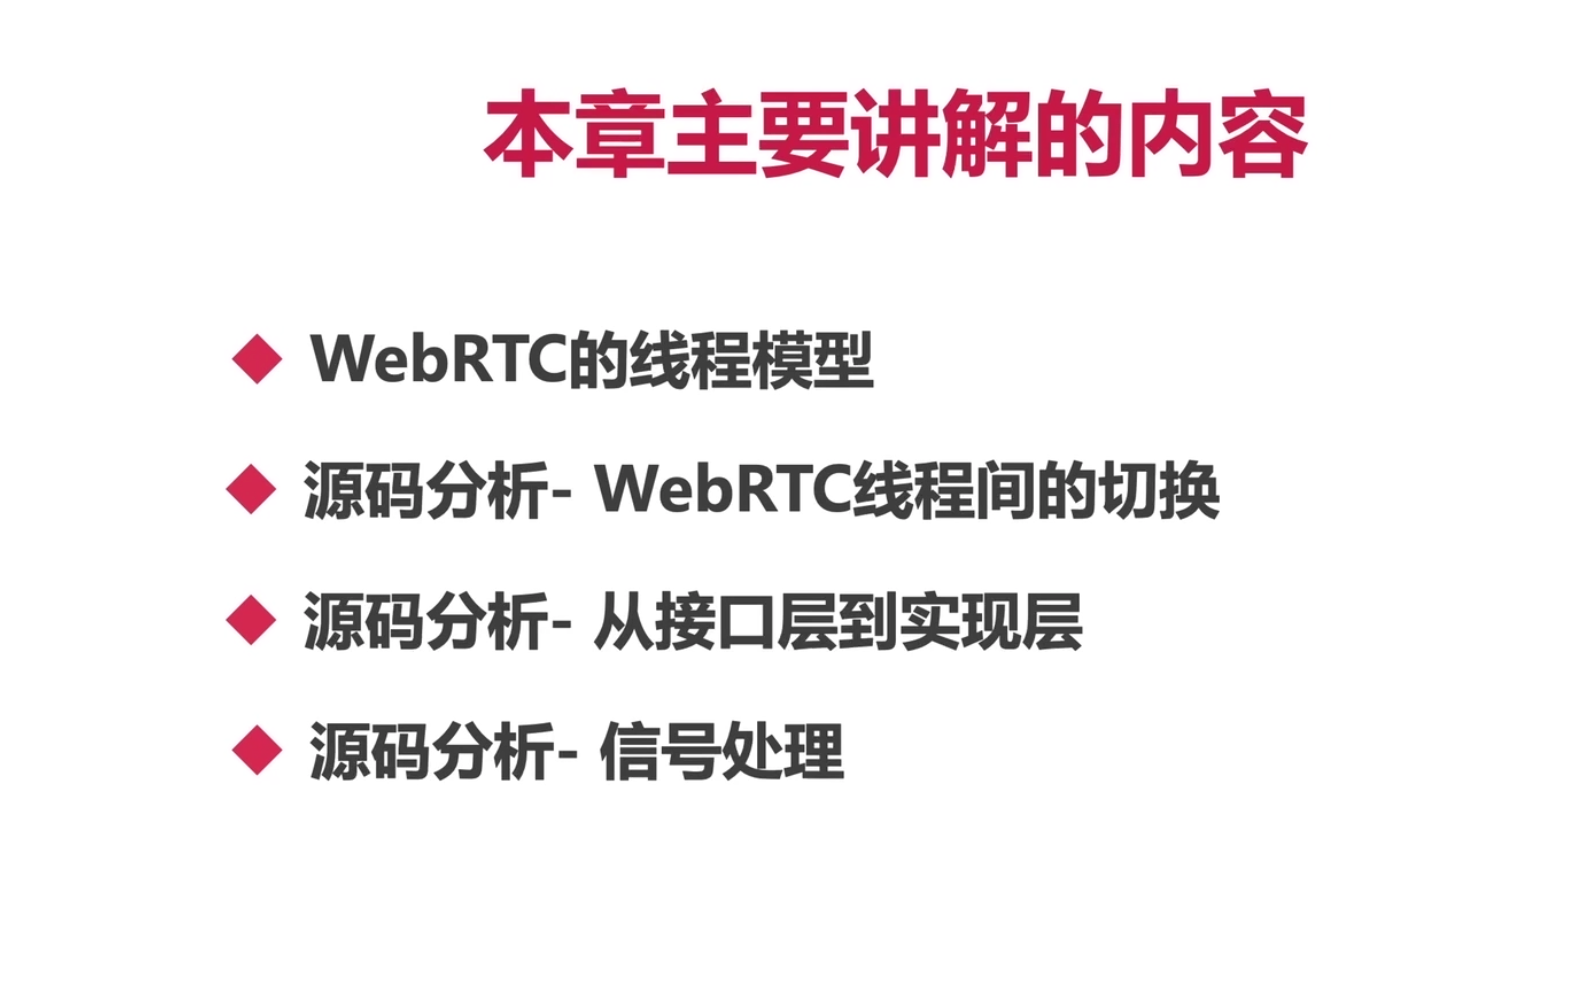 本章主要讲解的内容
WebRTC的线程模型
源码分析- WebRTC线程间的切换
源码分析- 从接口层到实现层
源码分析- 信号处理